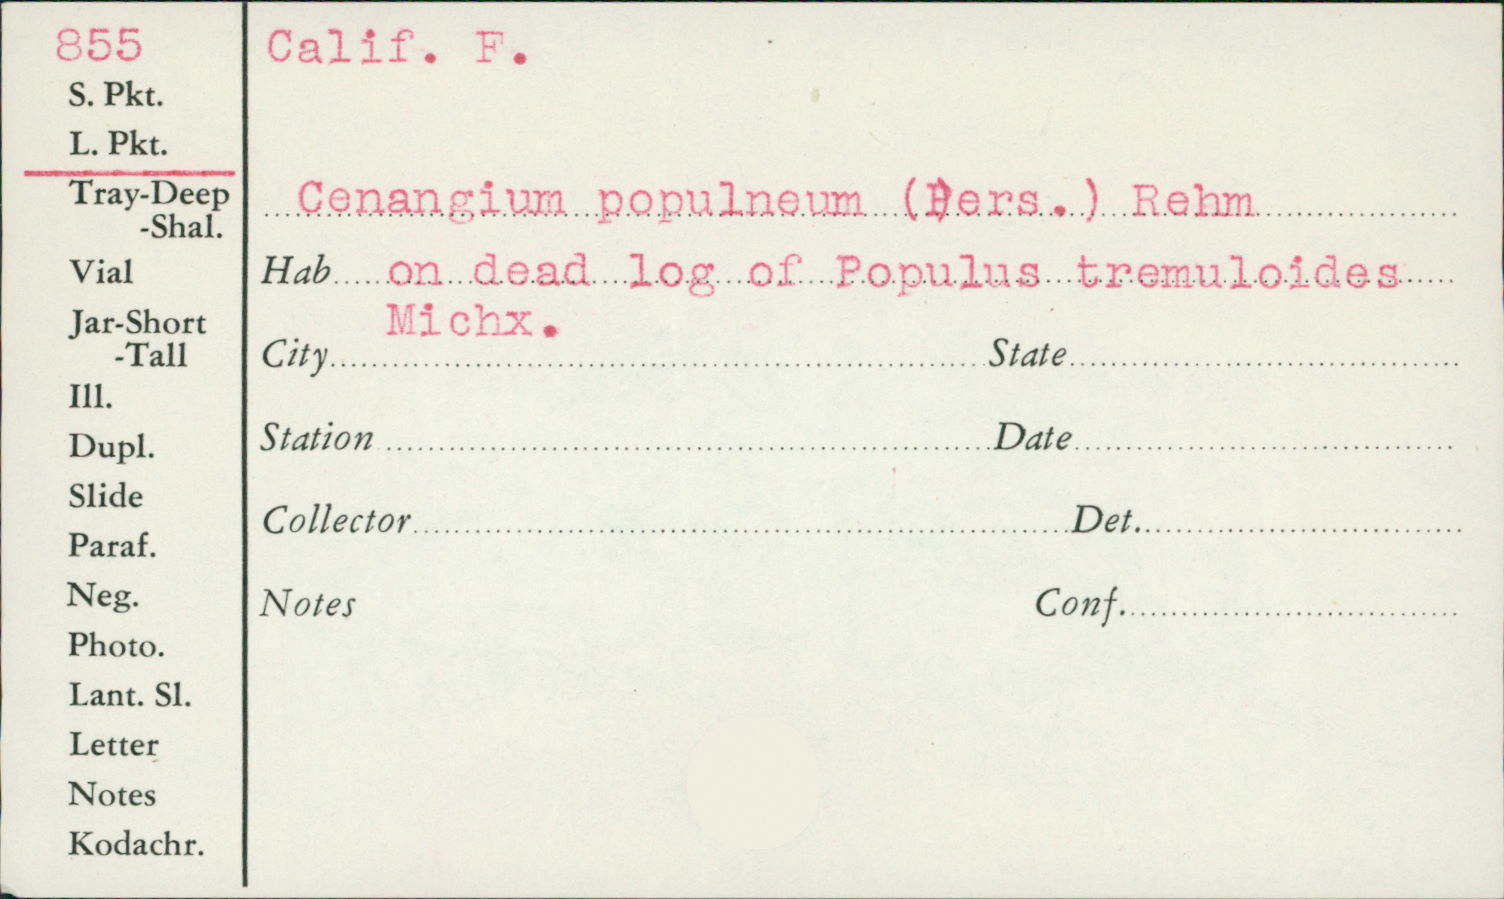 855
S. Pkt.
L. Pkt.
Tray-Deep
-Shal.
Vial
Jar-Short
-Tall
Ill.
Dupl.
Slide
Paraf.
Neg.
Photo.
Lant. Sl.
Letter
Notes
Kodachr.
Calif. F.
Cenangium populneum (Pers.) Rehm
Hab on dead log of Populus tremuloides
Michx.
City State
Station Date
Collector Det.
Notes Conf.